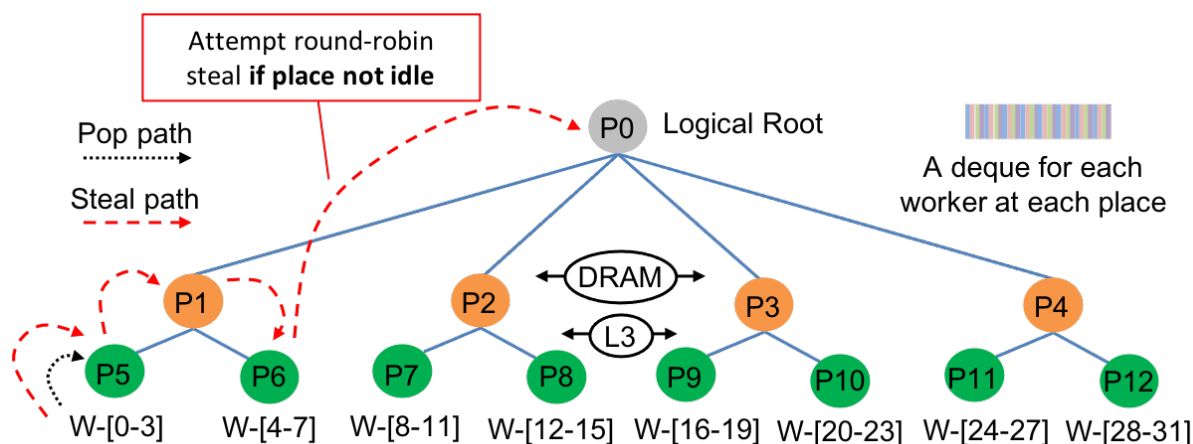 Attempt round-robin
steal if place not idle
Pop path
Steal path
P0
Logical Root
A deque for each
worker at each place
DRAM
P1
P2
P3
P4
L3
P5
P6
P7
P8
P9
P10
P11
P12
W-[0-3]
W-[4-7]
W-[8-11]
W-[12-15]
W-[16-19]
W-[20-23]
W-[24-27]
W-[28-31]